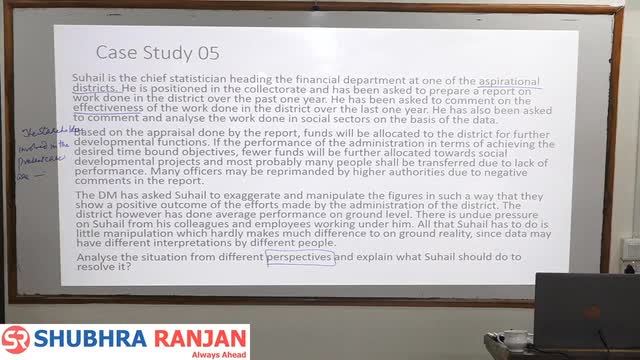 Case Study 05
Suhail is the chief statistician heading the financial department at one of the aspirational
districts. He is positioned in the collectorate and has been asked to prepare a report on
work done in the district over the past one year. He has been asked to comment on the
effectiveness of the work done in the district over the last one year. He has also been asked
to comment and analyse the work done in social sectors on the basis of the data.
Based on the appraisal done by the report, funds will be allocated to the district for further
developmental functions. If the performance of the administration in terms of achieving the
desired time bound objectives, fewer funds will be further allocated towards social
developmental projects and most probably many people shall be transferred due to lack of
performance. Many officers may be reprimanded by higher authorities due to negative
comments in the report.
The DM has asked Suhail to exaggerate and manipulate the figures in such a way that they
show a positive outcome of the efforts made by the administration of the district. The
district however has done average performance on ground level. There is undue pressure
on Suhail from his colleagues and employees working under him. All that Suhail has to do is
little manipulation which hardly makes much difference to on ground reality, since data may
have different interpretations by different people.
Analyse the situation from different perspectives and explain what Suhail should do to
resolve it?
The
involved in the
are —
SR SHUBHRA RANJAN
Always Ahead